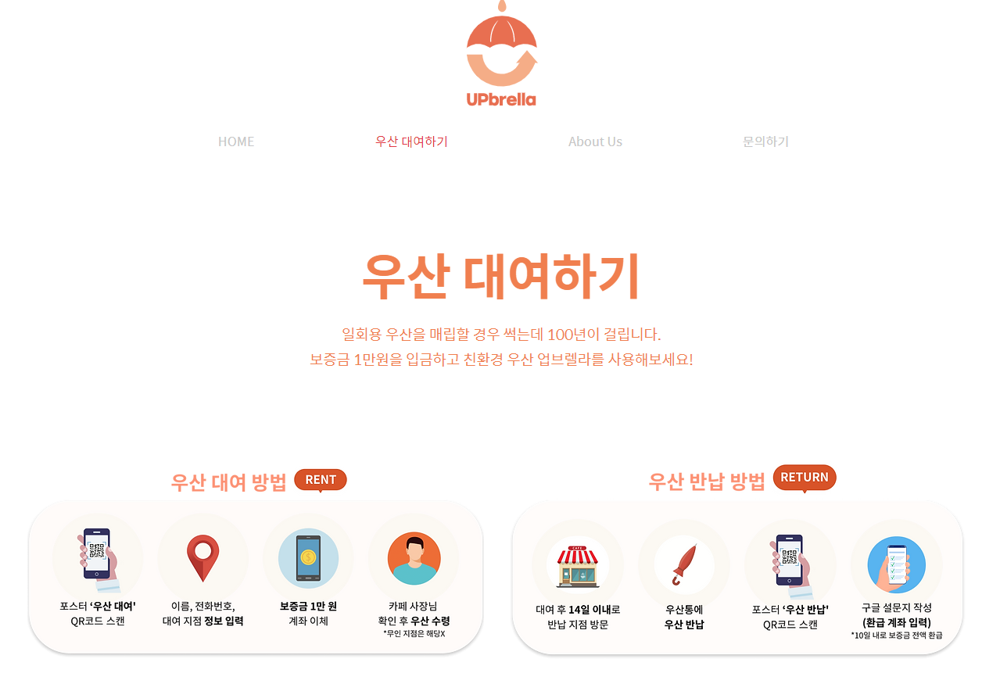 UPbrella
HOME
우산 대여하기
About Us
문의하기
우산 대여하기
일회용 우산을 매립할 경우 썩는데 100년이 걸립니다.
보증금 1만원을 입금하고 친환경 우산 업브렐라를 사용해보세요!
우산 대여 방법
RENT
포스터 ‘우산 대여'
QR코드 스캔
이름, 전화번호,
대여 지점 정보 입력
보증금 1만 원
계좌 이체
카페 사장님
확인 후 우산 수령
*무인 지점은 해당X
우산 반납 방법
RETURN
CAFE
대여 후 14일 이내로
반납 지점 방문
우산통에
우산 반납
포스터 ‘우산 반납'
QR코드 스캔
구글 설문지 작성
(환급 계좌 입력)
*10일 내로 보증금 전액 환급